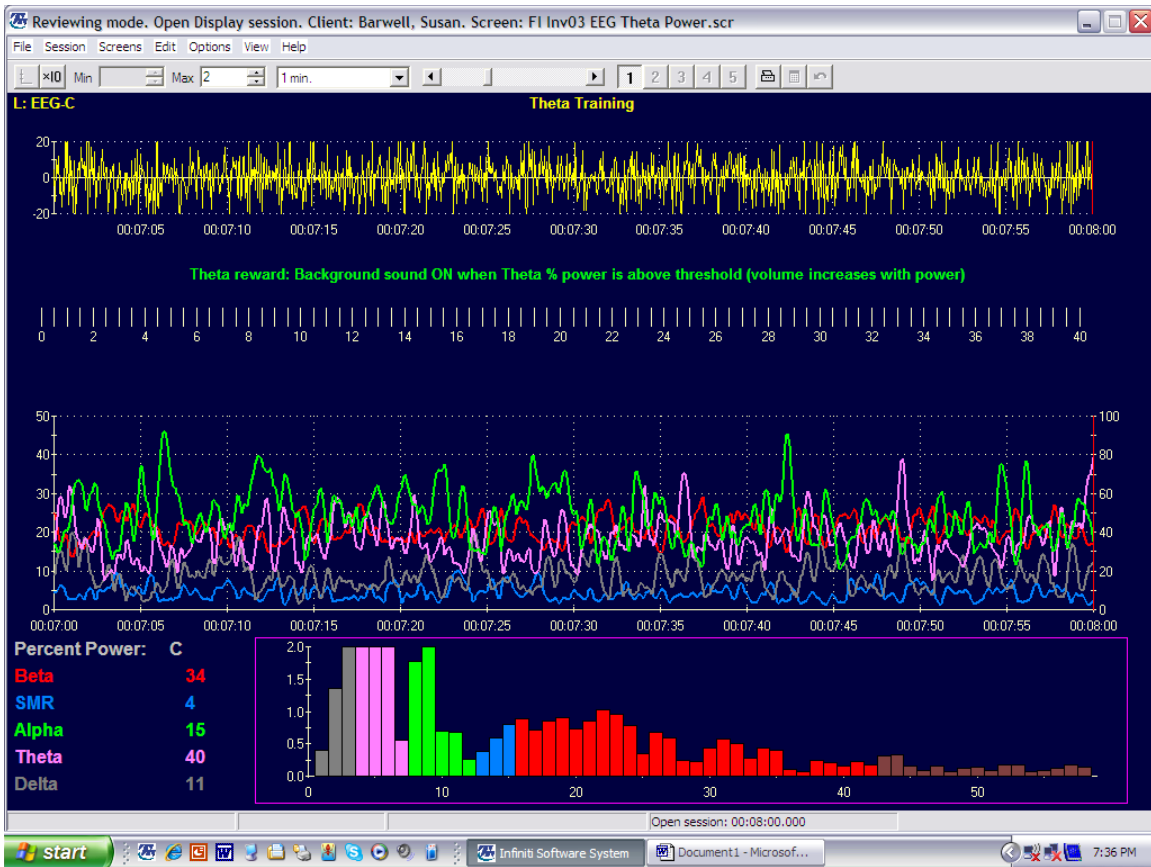 Reviewing mode. Open Display session. Client: Barwell, Susan. Screen: FI Inv03 EEG Theta Power.scr
File Session Screens Edit Options View Help
×10 Min Max 2 1 min. 1 2 3 4 5
L: EEG-C Theta Training
20
0
-20
00:07:05 00:07:10 00:07:15 00:07:20 00:07:25 00:07:30 00:07:35 00:07:40 00:07:45 00:07:50 00:07:55 00:08:00
Theta reward: Background sound ON when Theta % power is above threshold (volume increases with power)
0 2 4 6 8 10 12 14 16 18 20 22 24 26 28 30 32 34 36 38 40
50 100
40 80
30 60
20 40
10 20
0 0
00:07:00 00:07:05 00:07:10 00:07:15 00:07:20 00:07:25 00:07:30 00:07:35 00:07:40 00:07:45 00:07:50 00:07:55 00:08:00
Percent Power: C
Beta 34
SMR 4
Alpha 15
Theta 40
Delta 11
2.0
1.5
1.0
0.5
0.0
0 10 20 30 40 50
Open session: 00:08:00.000
start Infiniti Software System Document1 - Microsof... 7:36 PM